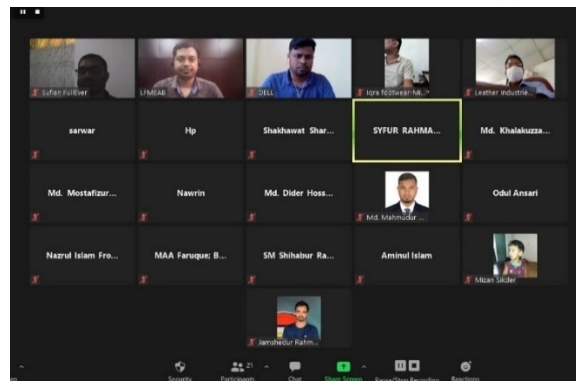 Sufian FullEver
LFMEAB
DELL
Iqra footwear-Mi...
Leather Industrie...
sarwar
Hp
Shakhawat Shar...
SYFUR RAHMA...
Md. Khalakuzza...
Md. Mostafizur...
Nawrin
Md. Dider Hoss...
Md. Mahmudur ...
Odul Ansari
Nazrul Islam Fro...
MAA Faruque; B...
SM Shihabur Ra...
Aminul Islam
Mizan Sikder
Jamshedur Rahm...
21
Security
Participants
Chat
Share Screen
Pause/Stop Recording
Reactions